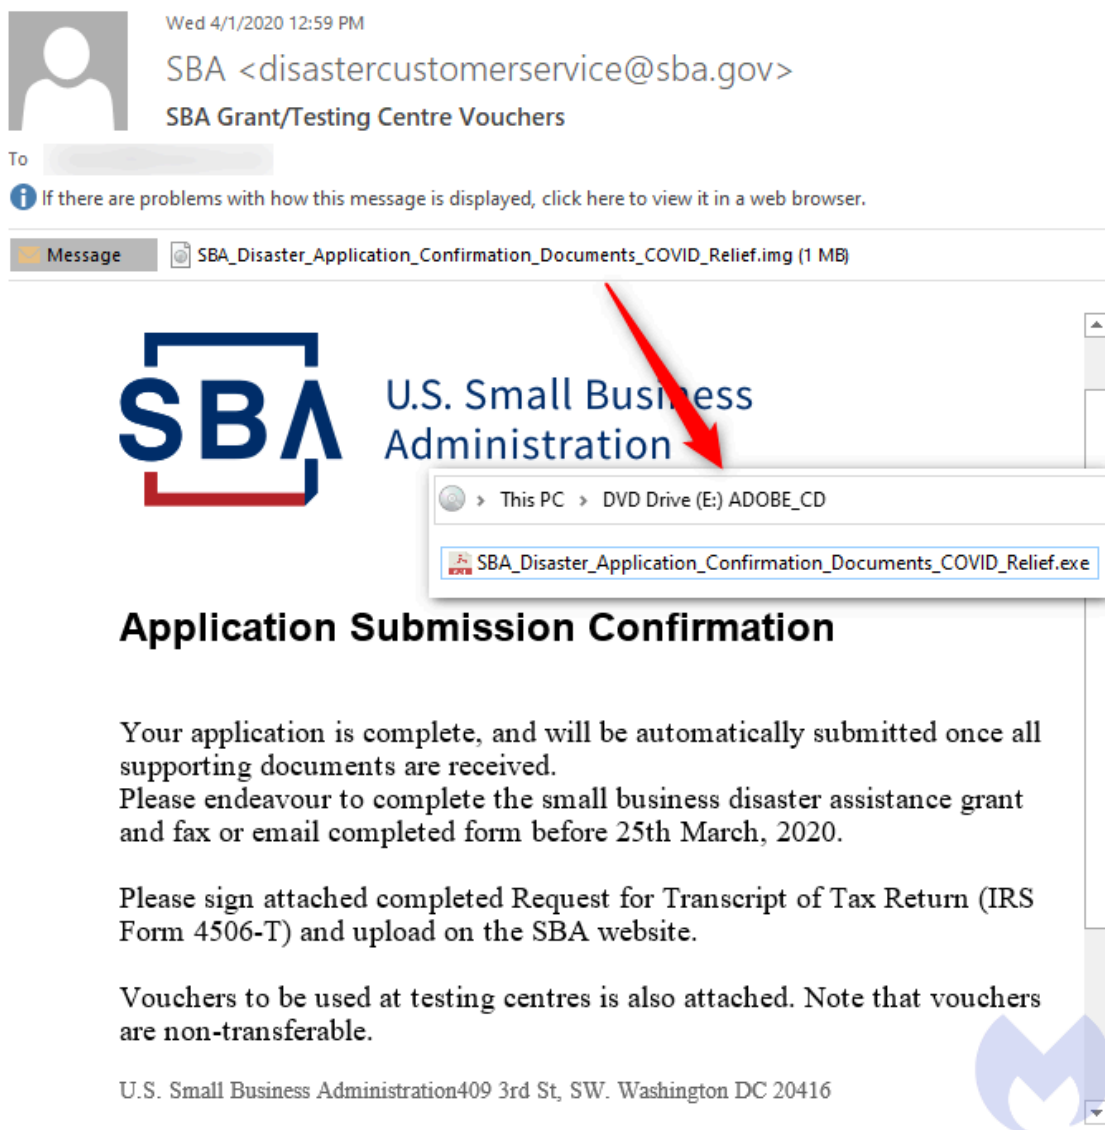 Wed 4/1/2020 12:59 PM
SBA <disastercustomerservice@sba.gov>
SBA Grant/Testing Centre Vouchers
To
If there are problems with how this message is displayed, click here to view it in a web browser.
Message
SBA_Disaster_Application_Confirmation_Documents_COVID_Relief.img (1 MB)
SBA
U.S. Small Business
Administration
This PC > DVD Drive (E:) ADOBE_CD
SBA_Disaster_Application_Confirmation_Documents_COVID_Relief.exe
Application Submission Confirmation
Your application is complete, and will be automatically submitted once all
supporting documents are received.
Please endeavour to complete the small business disaster assistance grant
and fax or email completed form before 25th March, 2020.
Please sign attached completed Request for Transcript of Tax Return (IRS
Form 4506-T) and upload on the SBA website.
Vouchers to be used at testing centres is also attached. Note that vouchers
are non-transferable.
U.S. Small Business Administration409 3rd St, SW. Washington DC 20416